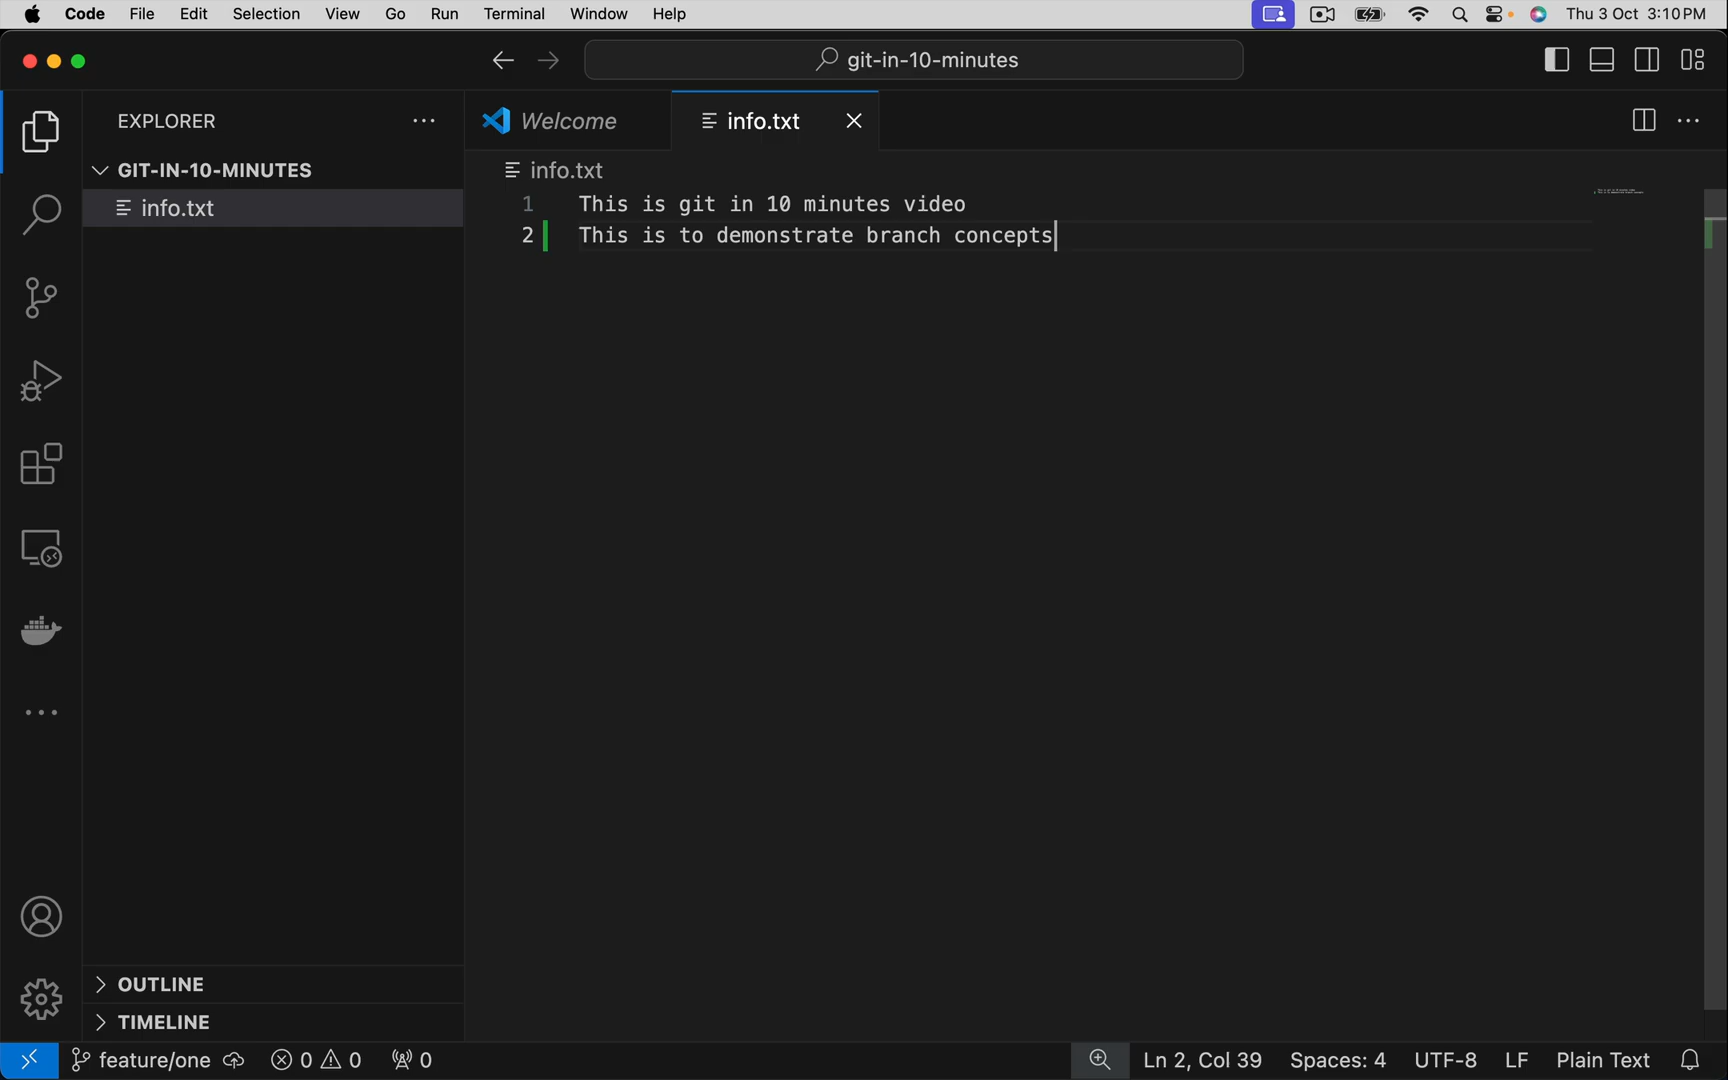 Code File Edit Selection View Go Run Terminal Window Help Thu 3 Oct 3:10 PM
git-in-10-minutes
EXPLORER
GIT-IN-10-MINUTES
info.txt
OUTLINE
TIMELINE
Welcome
info.txt
info.txt
1 This is git in 10 minutes video
2 This is to demonstrate branch concepts
feature/one 0 0 0 Ln 2, Col 39 Spaces: 4 UTF-8 LF Plain Text